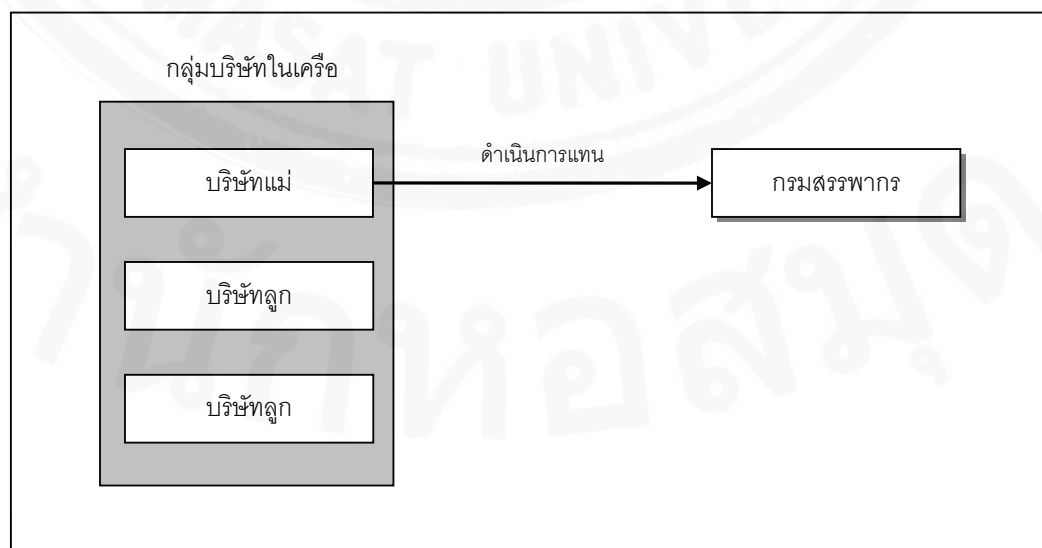 กลุ่มบริษัทในเครือ
บริษัทแม่
ดำเนินการแทน
กรมสรรพากร
บริษัทลูก
บริษัทลูก